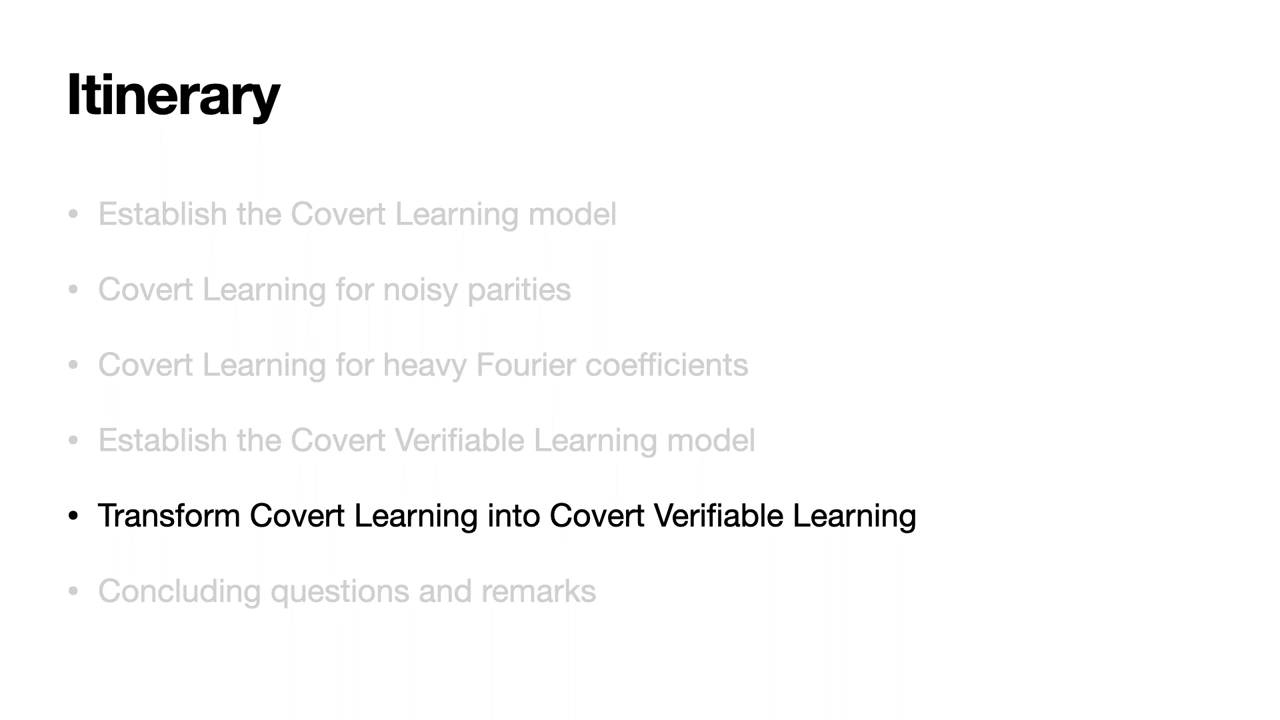 Itinerary
• Establish the Covert Learning model
• Covert Learning for noisy parities
• Covert Learning for heavy Fourier coefficients
• Establish the Covert Verifiable Learning model
• Transform Covert Learning into Covert Verifiable Learning
• Concluding questions and remarks